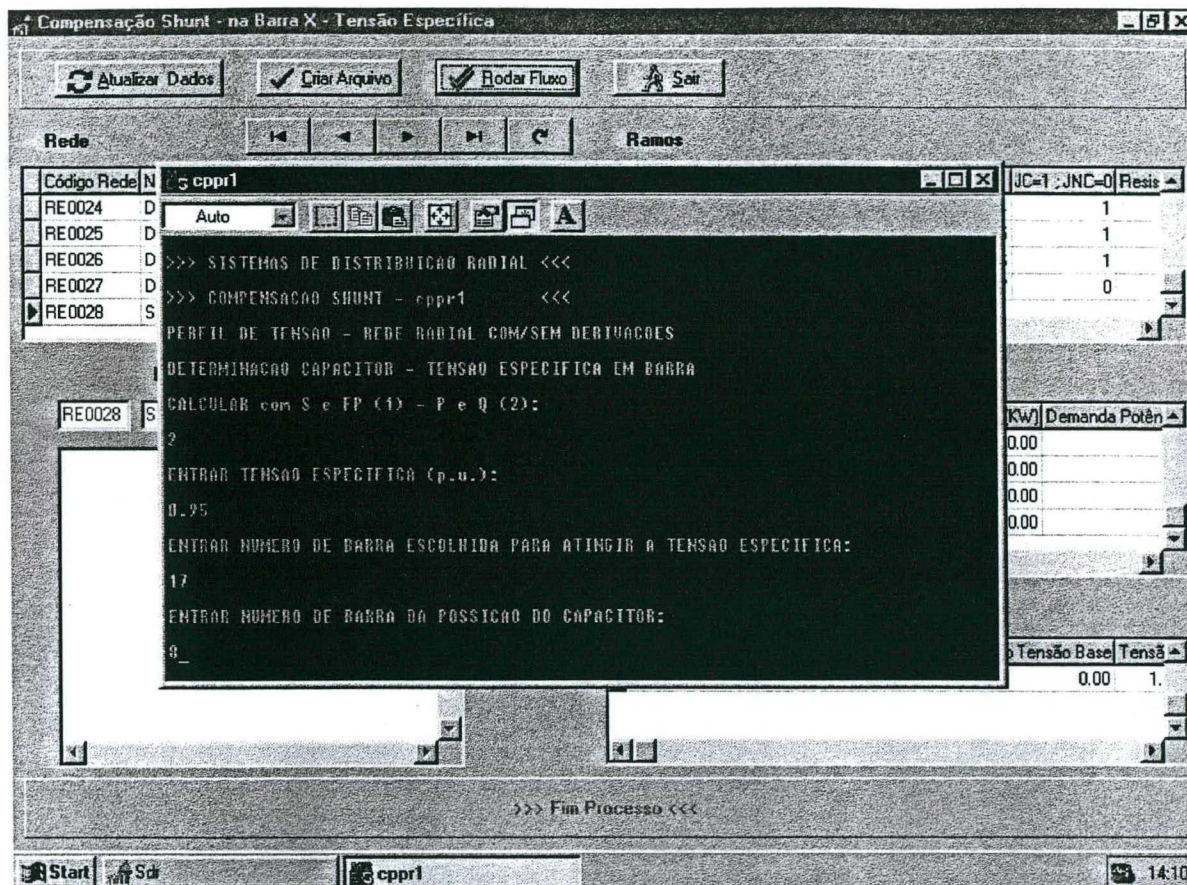 Compensação Shunt - na Barra X - Tensão Específica
Atualizar Dados
Criar Arquivo
Rodar Fluxo
Sair
Rede
Ramos
Código Rede N
JC=1 ; JNC=0 Resis
RE0024 D
1
RE0025 D
1
RE0026 D
1
RE0027 D
0
RE0028 S
cppr1
Auto
A
>>> SISTEMAS DE DISTRIBUICAO RADIAL <<<
>>> COMPENSACAO SHUNT - cppr1 <<<
PERFIL DE TENSAO - REDE RADIAL COM/SEM DERIVACOES
DETERMINACAO CAPACITOR - TENSAO ESPECIFICA EM BARRA
CALCULAR com S e FP (1) - P e Q (2):
2
ENTRAR TENSAO ESPECIFICA (p.u.):
0.95
ENTRAR NUMERO DE BARRA ESCOLHIDA PARA ATINGIR A TENSAO ESPECIFICA:
17
ENTRAR NUMERO DE BARRA DA POSSICAO DO CAPACITOR:
8_
RE0028 S
KW) Demanda Potên
0.00
0.00
0.00
0.00
o Tensão Base Tensã
0.00 1.
>>> Fim Processo <<<
Start
Sdr
cppr1
14:10